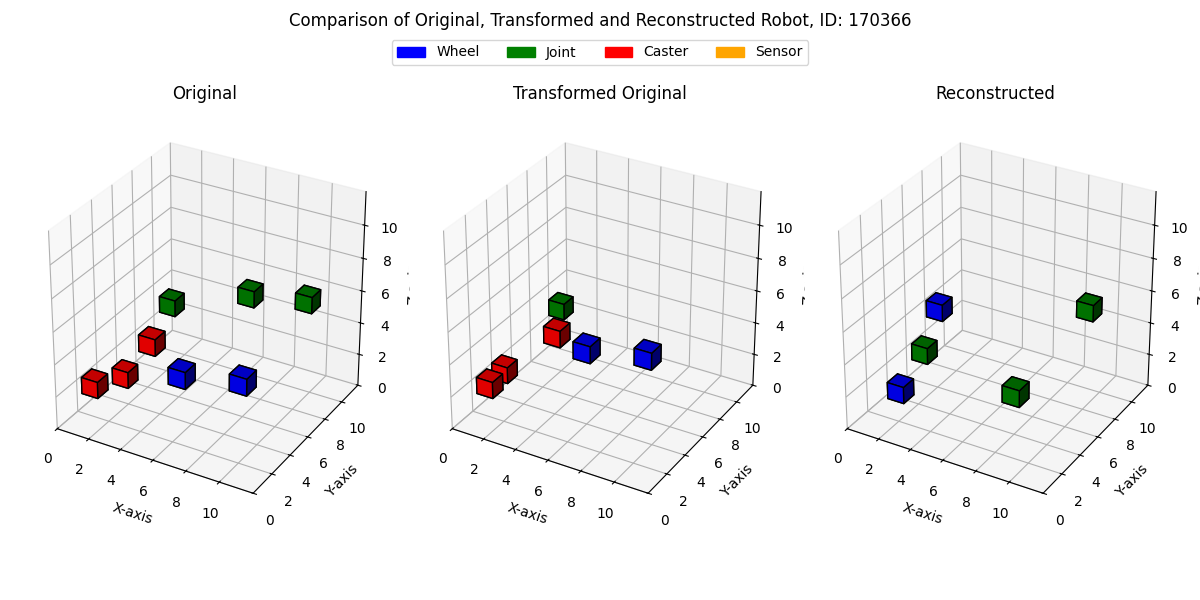 Comparison of Original, Transformed and Reconstructed Robot, ID: 170366
Wheel Joint Caster Sensor
Original Transformed Original Reconstructed
10 10 10
8 8 8
6 6 6
4 4 4
2 2 2
0 0 0
0 2 4 6 8 10 0 2 4 6 8 10 0 2 4 6 8 10
0 2 4 6 8 10 0 2 4 6 8 10 0 2 4 6 8 10
X-axis Y-axis X-axis Y-axis X-axis Y-axis